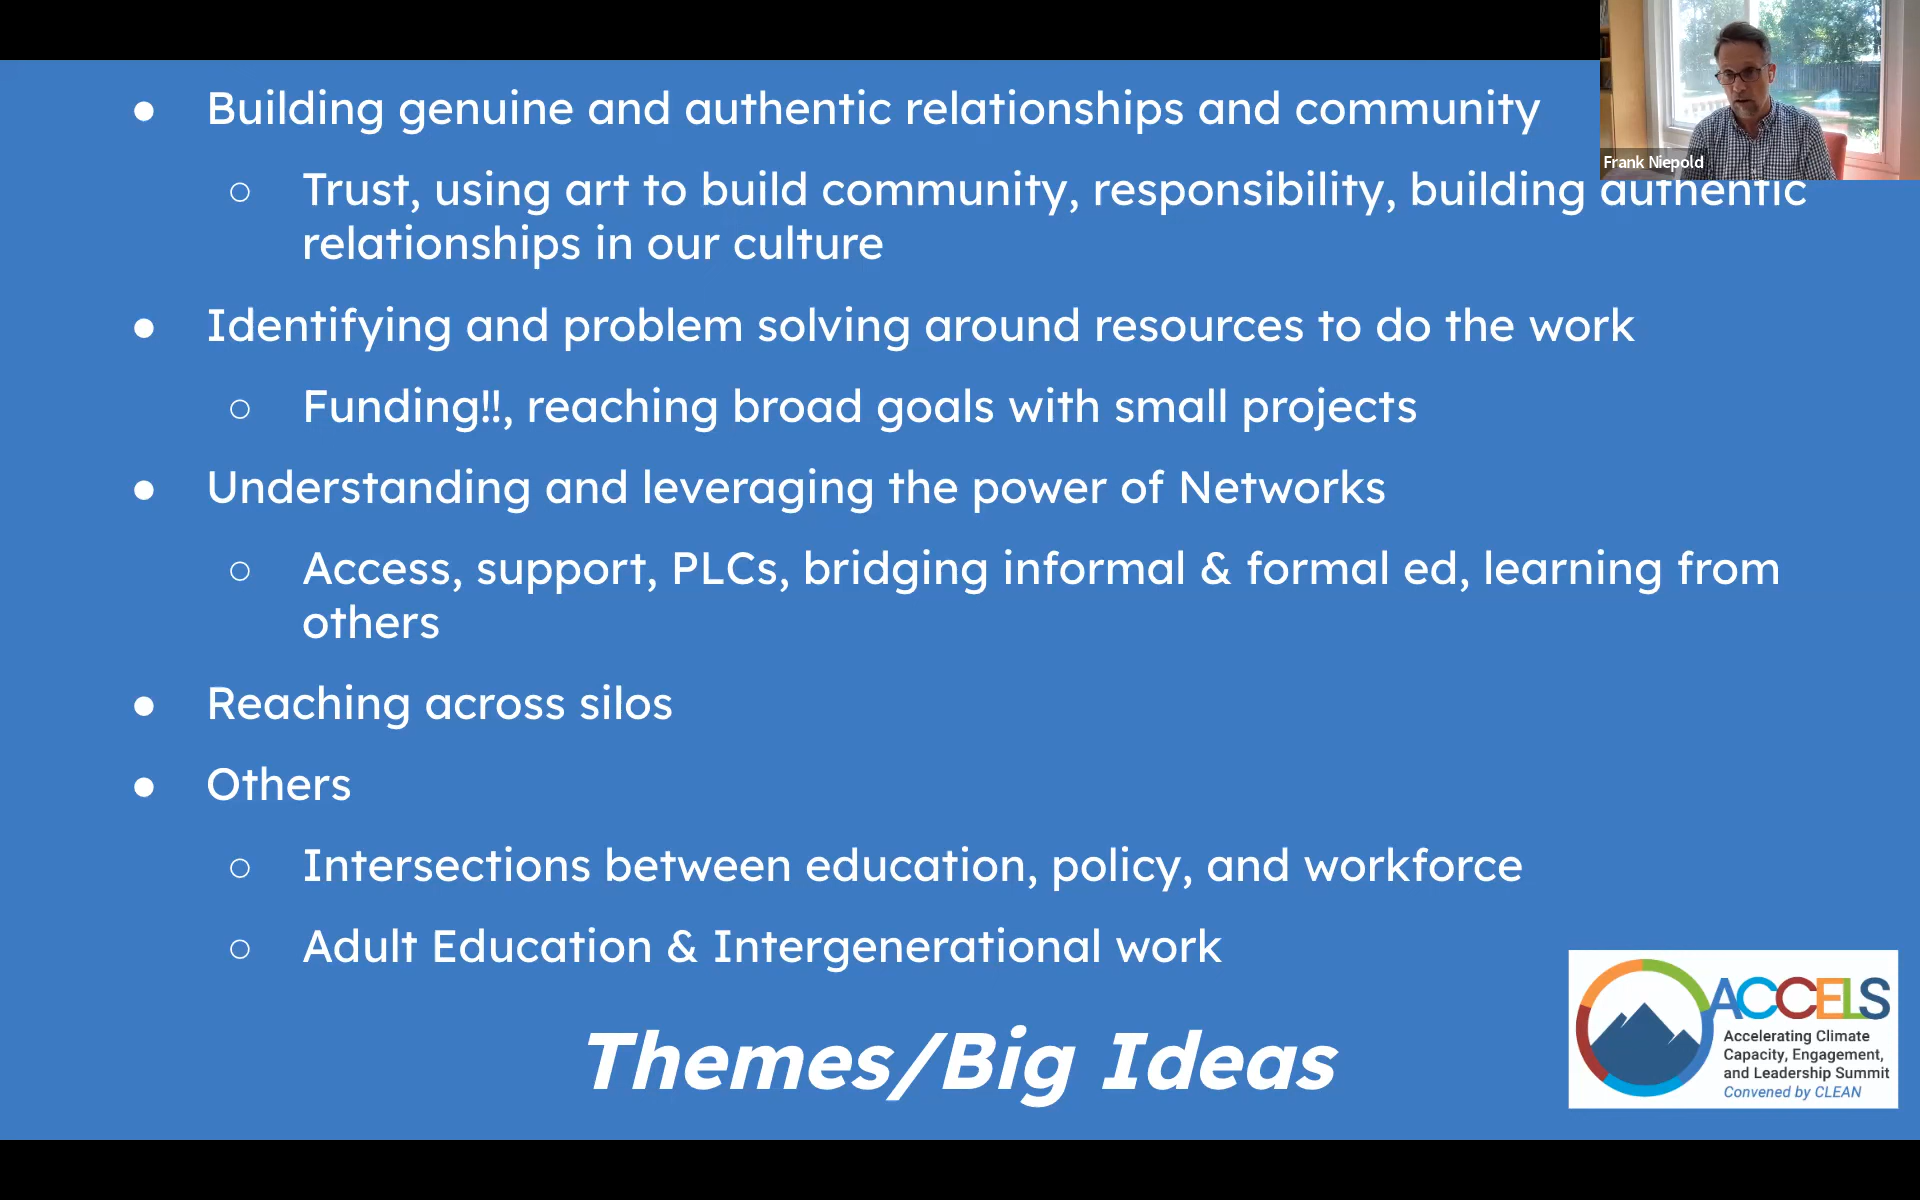 ● Building genuine and authentic relationships and community
Frank Niepold
○ Trust, using art to build community, responsibility, building authentic
relationships in our culture
● Identifying and problem solving around resources to do the work
○ Funding!!, reaching broad goals with small projects
● Understanding and leveraging the power of Networks
○ Access, support, PLCs, bridging informal & formal ed, learning from
others
● Reaching across silos
● Others
○ Intersections between education, policy, and workforce
○ Adult Education & Intergenerational work
Themes/Big Ideas
ACCELS
Accelerating Climate
Capacity, Engagement,
and Leadership Summit
Convened by CLEAN